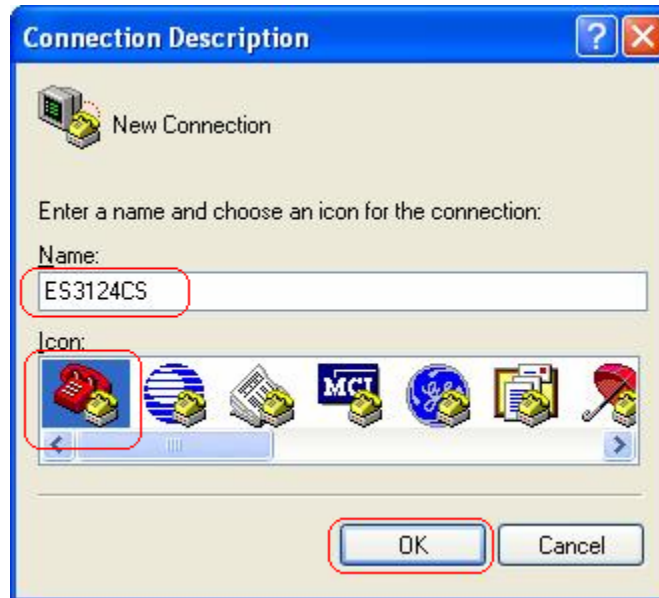 Connection Description
New Connection
Enter a name and choose an icon for the connection:
Name:
ES3124CS
Icon:
MCI
OK
Cancel